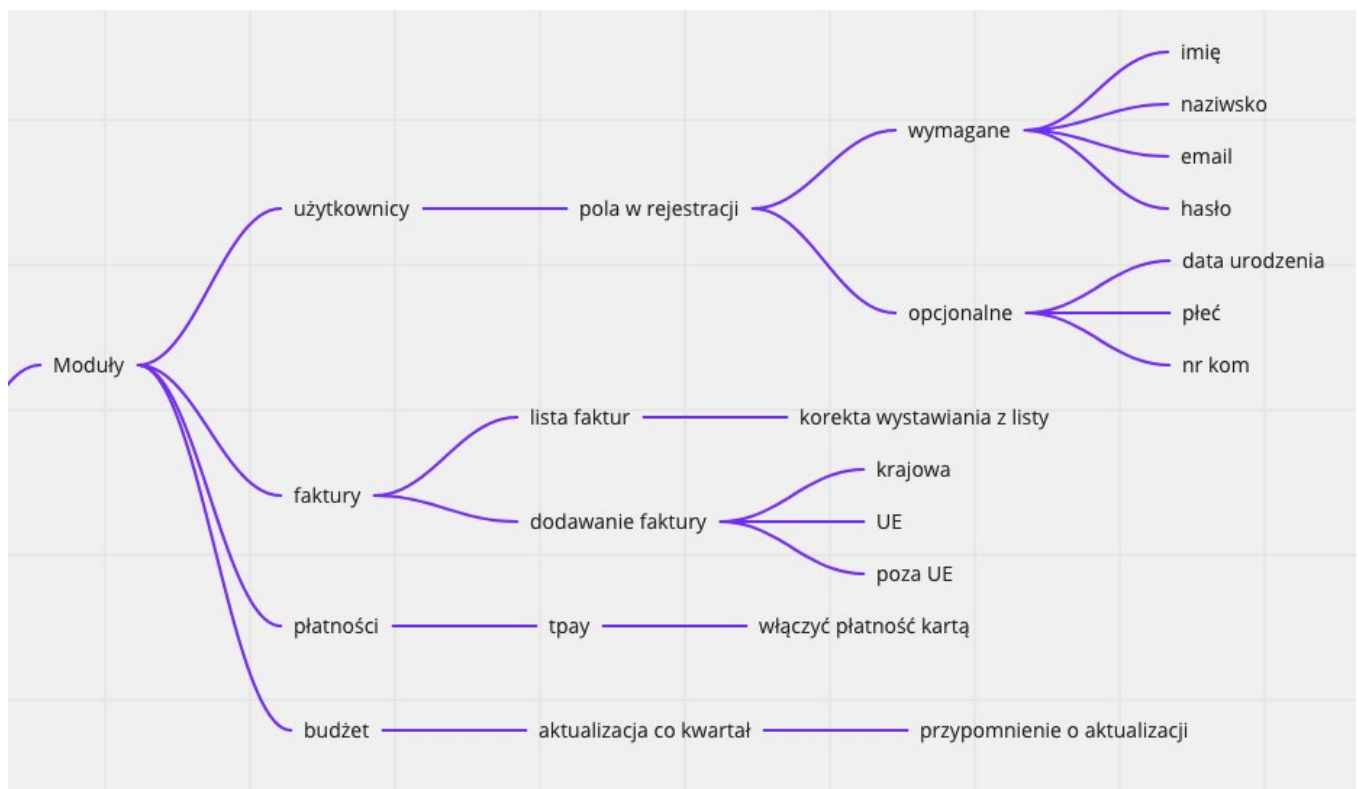 Moduły
użytkownicy
pola w rejestracji
wymagane
imię
naziwsko
email
hasło
opcjonalne
data urodzenia
płeć
nr kom
faktury
lista faktur
korekta wystawiania z listy
dodawanie faktury
krajowa
UE
poza UE
płatności
tpay
włączyć płatność kartą
budżet
aktualizacja co kwartał
przypomnienie o aktualizacji